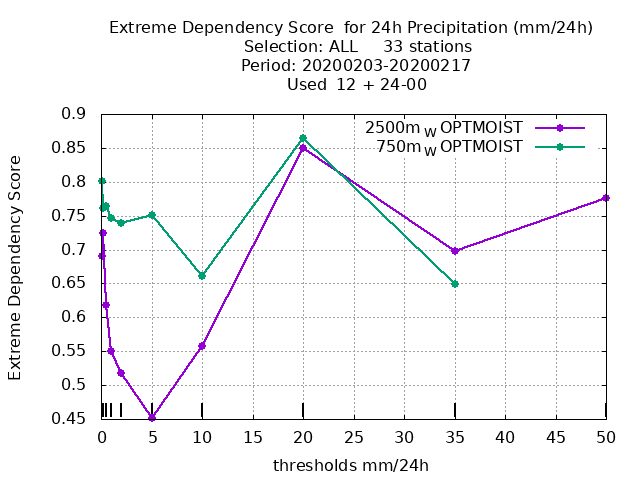 Extreme Dependency Score  for 24h Precipitation (mm/24h)
Selection: ALL     33 stations
Period: 20200203-20200217
Used  12 + 24-00
2500m W OPTMOIST
750m W OPTMOIST
Extreme Dependency Score
0.9
0.85
0.8
0.75
0.7
0.65
0.6
0.55
0.5
0.45
0 5 10 15 20 25 30 35 40 45 50
thresholds mm/24h